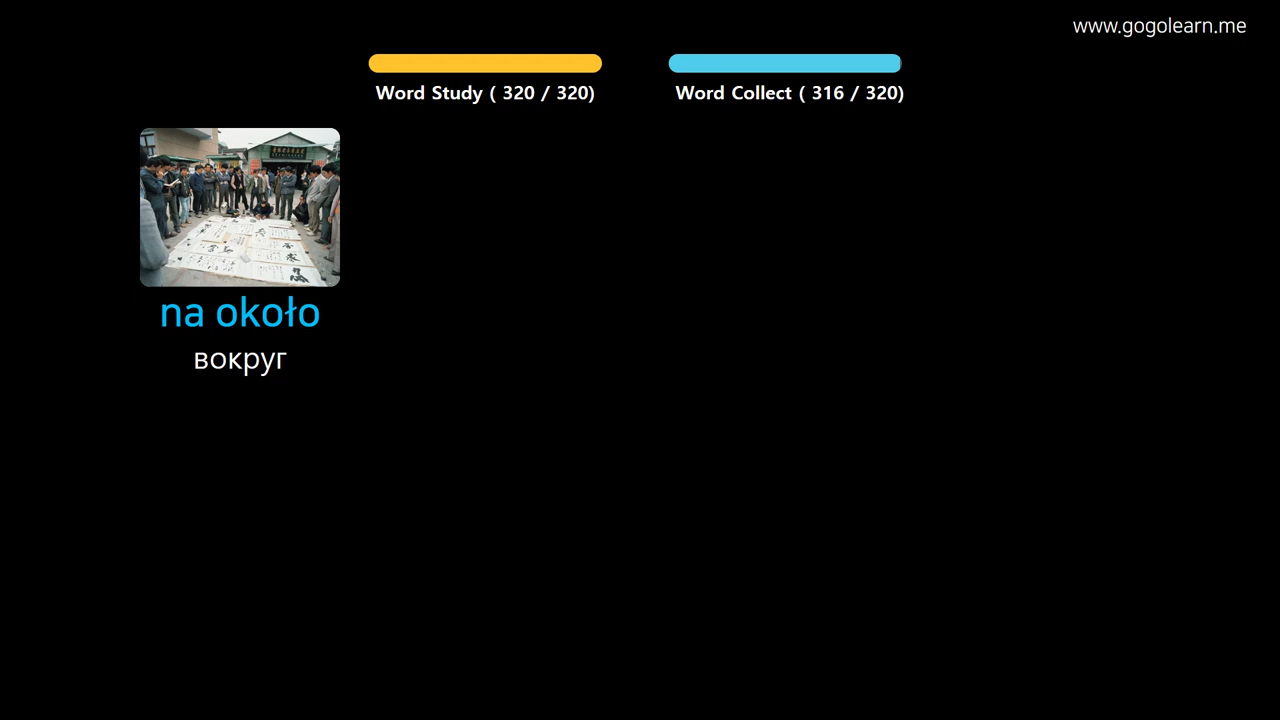 www.gogolearn.me
Word Study ( 320 / 320)
Word Collect ( 316 / 320)
na około
вокруг